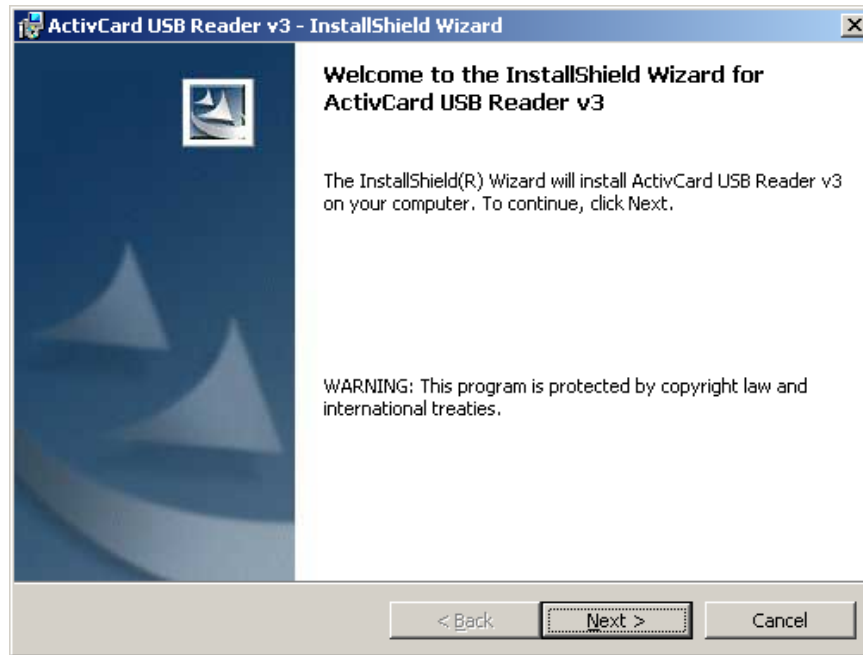 ActivCard USB Reader v3 - InstallShield Wizard
Welcome to the InstallShield Wizard for
ActivCard USB Reader v3
The InstallShield(R) Wizard will install ActivCard USB Reader v3
on your computer. To continue, click Next.
WARNING: This program is protected by copyright law and
international treaties.
< Back
Next >
Cancel